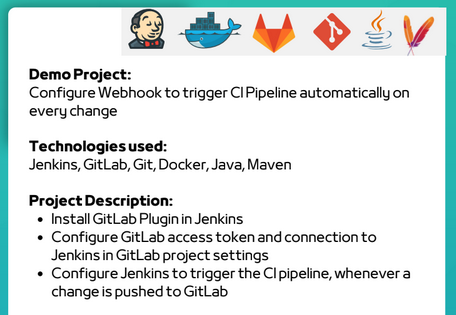 Demo Project:
Configure Webhook to trigger CI Pipeline automatically on
every change
Technologies used:
Jenkins, GitLab, Git, Docker, Java, Maven
Project Description:
• Install GitLab Plugin in Jenkins
• Configure GitLab access token and connection to
Jenkins in GitLab project settings
• Configure Jenkins to trigger the CI pipeline, whenever a
change is pushed to GitLab